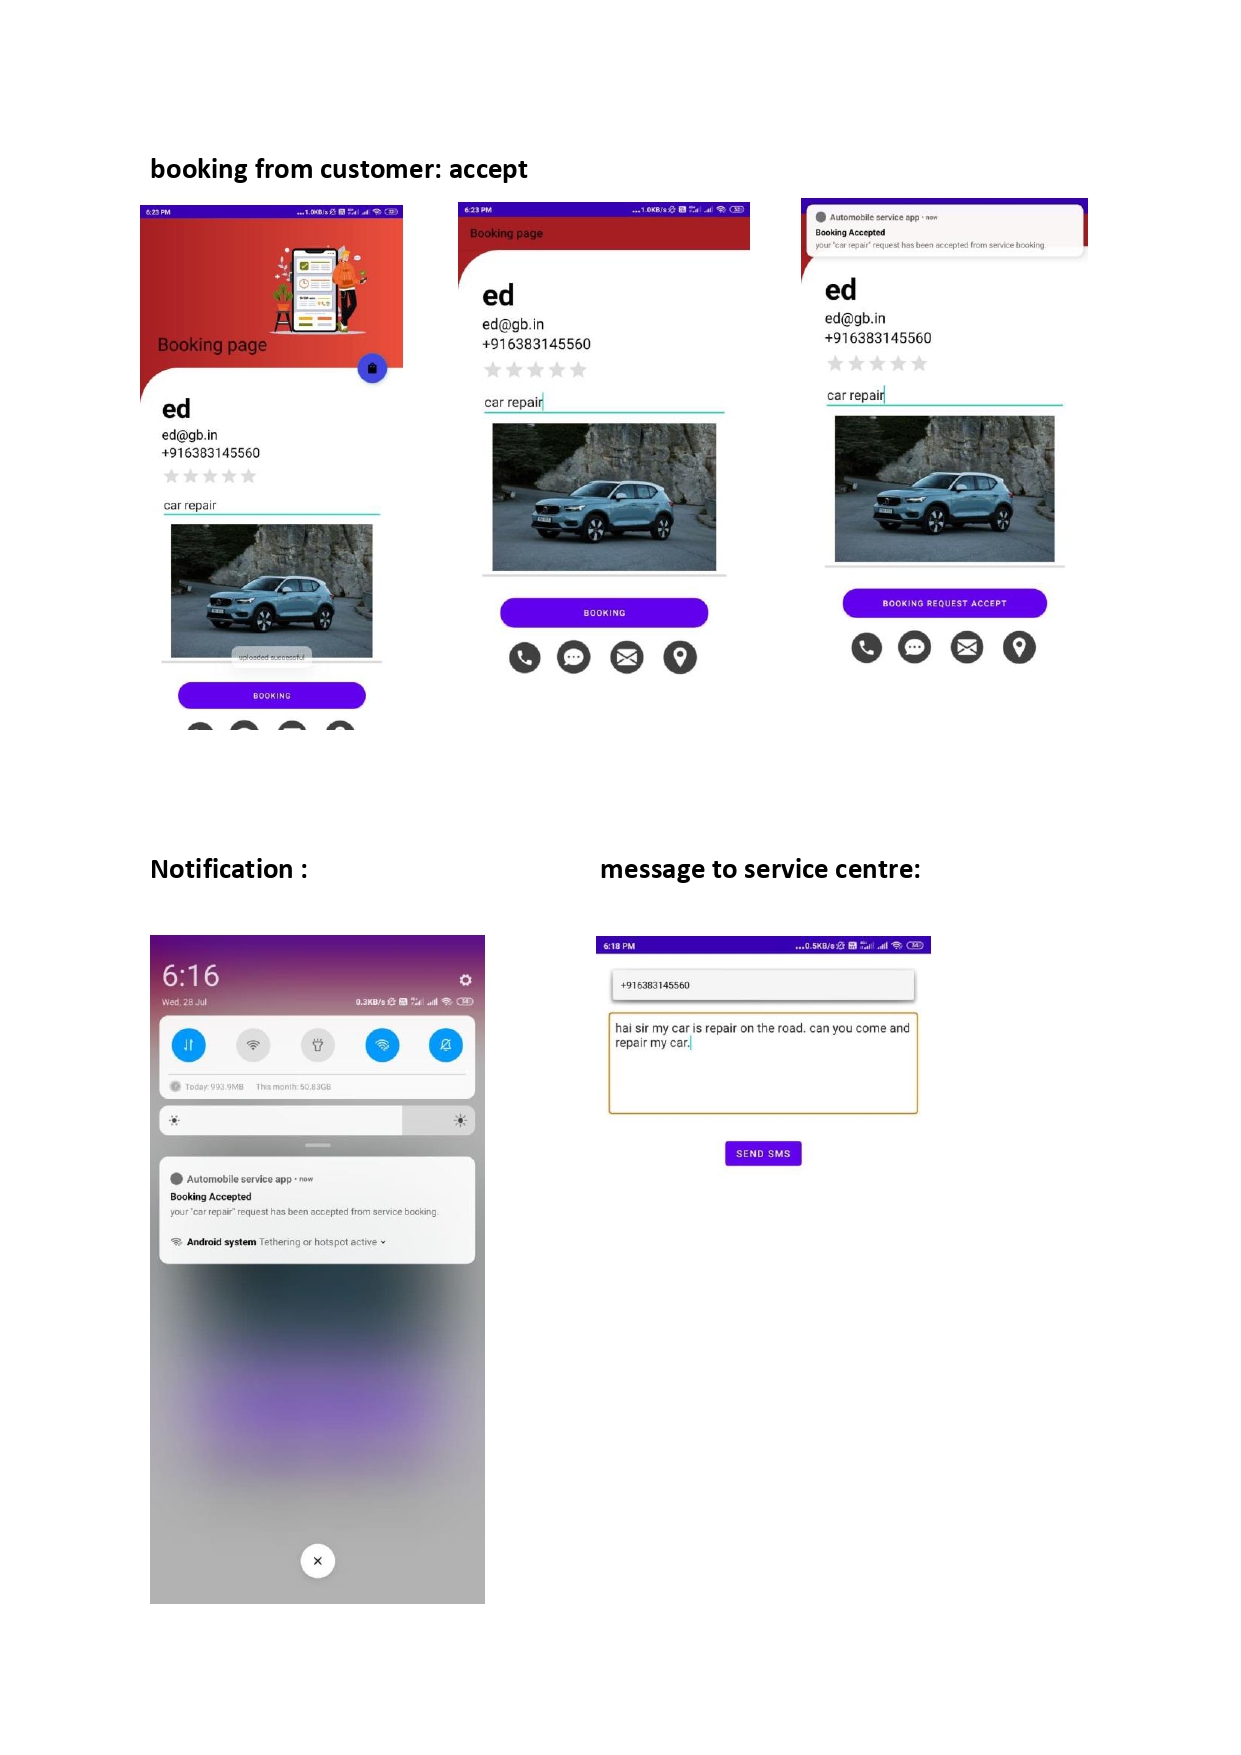 booking from customer: accept
6:23 PM
...1.0KB/s
Booking page
ed
ed@gb.in
+916383145560
car repair
uploaded successful
BOOKING
6:23 PM
...1.0KB/s
Booking page
ed
ed@gb.in
+916383145560
car repair
BOOKING
Automobile service app • now
Booking Accepted
your "car repair" request has been accepted from service booking.
ed
ed@gb.in
+916383145560
car repair
BOOKING REQUEST ACCEPT
Notification :
message to service centre:
6:16
Wed, 28 Jul
0.3KB/s
Today: 993.9MB This month: 50.83GB
Automobile service app • now
Booking Accepted
your "car repair" request has been accepted from service booking.
Android system Tethering or hotspot active
6:18 PM
...0.5KB/s
+916383145560
hai sir my car is repair on the road. can you come and
repair my car.
SEND SMS